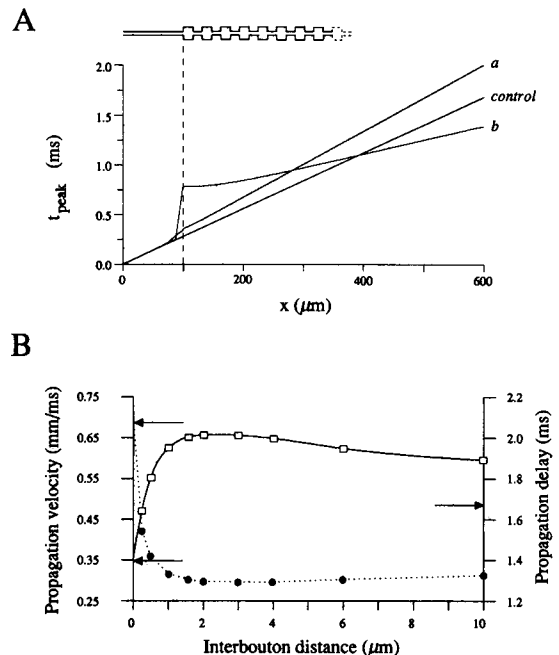 A
2.0
1.5
1.0
0.5
0.0
t peak (ms)
a
control
b
0
200
400
600
x (μm)
B
Propagation velocity (mm/ms)
0.75
0.65
0.55
0.45
0.35
0.25
2.2
2.0
1.8
1.6
1.4
1.2
Propagation delay (ms)
0
2
4
6
8
10
Interbouton distance (μm)